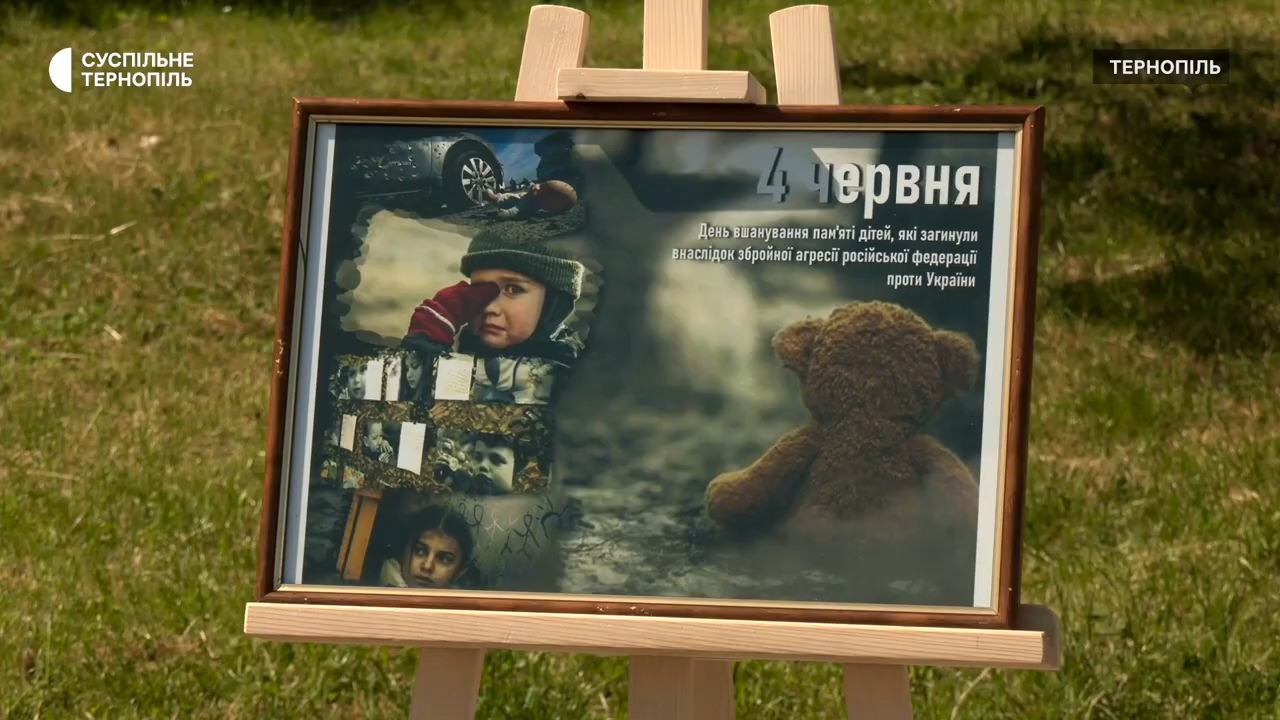 СУСПІЛЬНЕ
ТЕРНОПІЛЬ
ТЕРНОПІЛЬ
4 червня
День вшанування пам'яті дітей, які загинули
внаслідок збройної агресії російської федерації
проти України